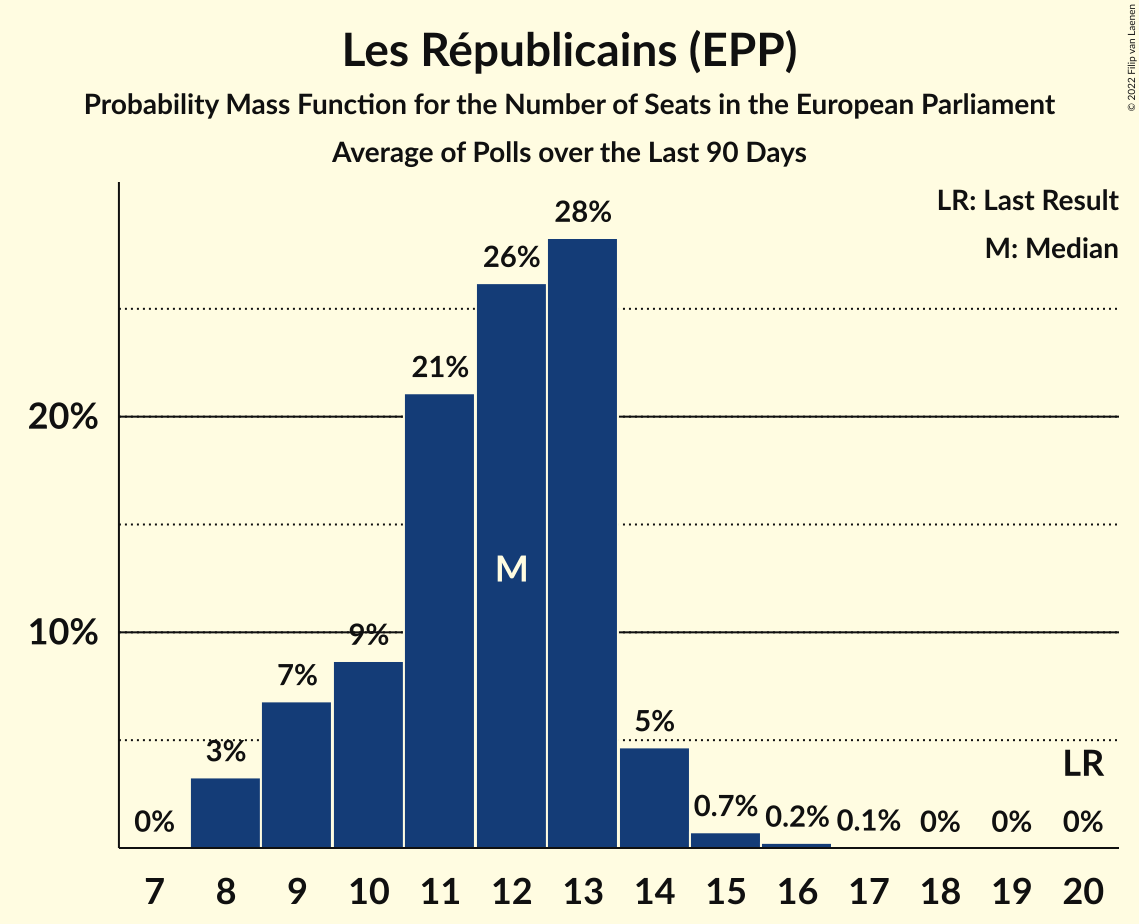 Les Républicains (EPP)
Probability Mass Function for the Number of Seats in the European Parliament
Average of Polls over the Last 90 Days
© 2022 Filip van Laenen
LR: Last Result
M: Median
28%
26%
21%
20%
M
10%
9%
7%
5%
3%
LR
0% 0.7% 0.2% 0.1% 0% 0% 0%
7 8 9 10 11 12 13 14 15 16 17 18 19 20